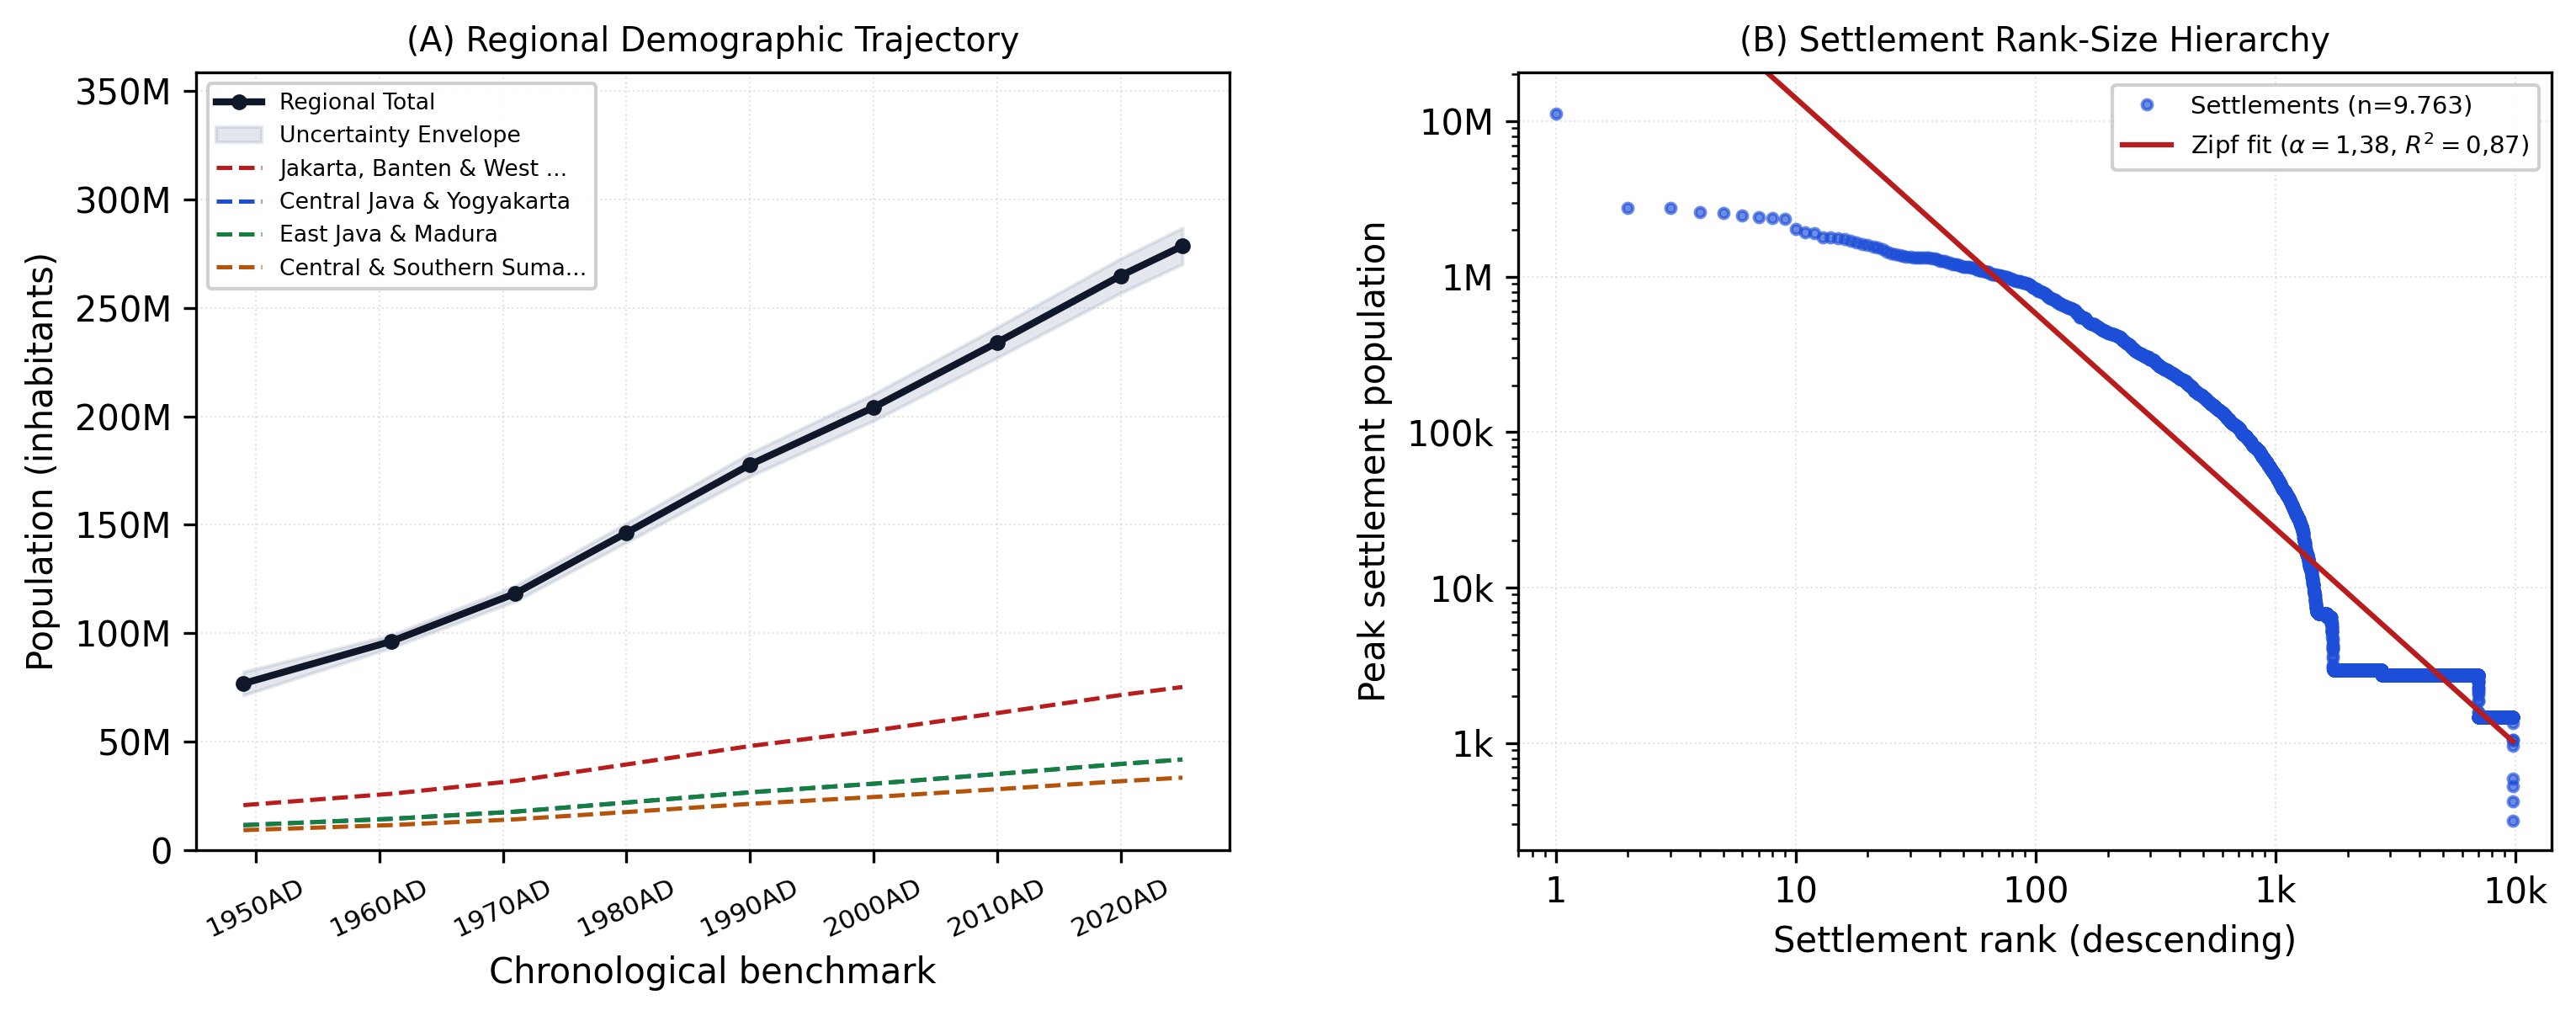 (A) Regional Demographic Trajectory
Population (inhabitants)
350M
300M
250M
200M
150M
100M
50M
0
Regional Total
Uncertainty Envelope
Jakarta, Banten & West ...
Central Java & Yogyakarta
East Java & Madura
Central & Southern Suma...
1950AD
1960AD
1970AD
1980AD
1990AD
2000AD
2010AD
2020AD
Chronological benchmark
(B) Settlement Rank-Size Hierarchy
Peak settlement population
10M
1M
100k
10k
1k
Settlements (n=9.763)
Zipf fit (α = 1,38, R² = 0,87)
1
10
100
1k
10k
Settlement rank (descending)